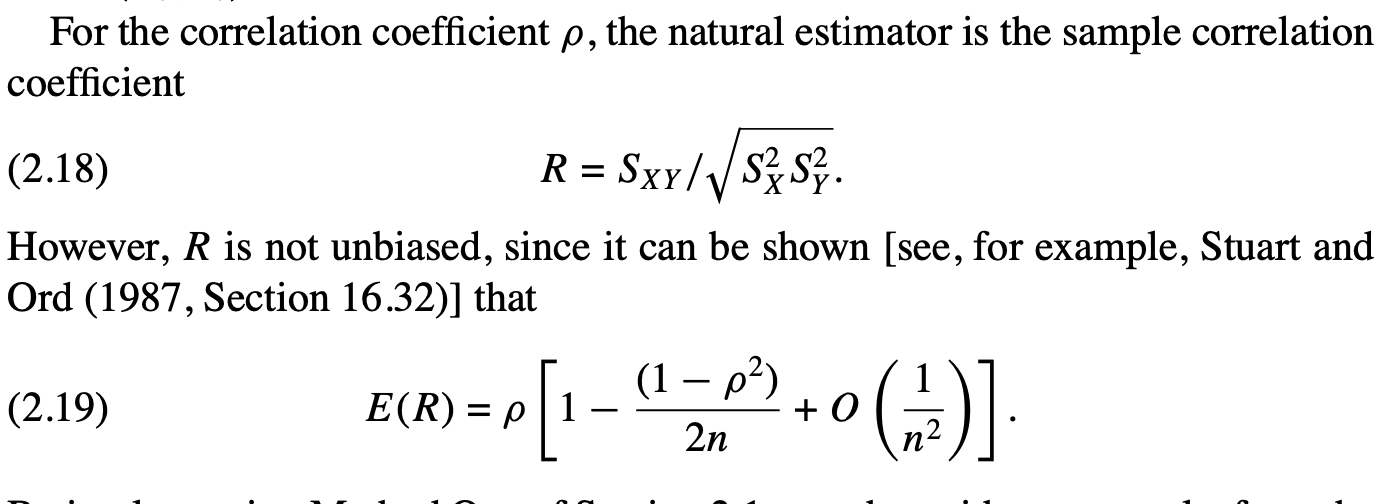 For the correlation coefficient ρ, the natural estimator is the sample correlation
coefficient
(2.18) R = S_{XY}/√(S_X^2 S_Y^2).
However, R is not unbiased, since it can be shown [see, for example, Stuart and
Ord (1987, Section 16.32)] that
(2.19) E(R) = ρ [1 − (1 − ρ^2)/2n + O(1/n^2)].